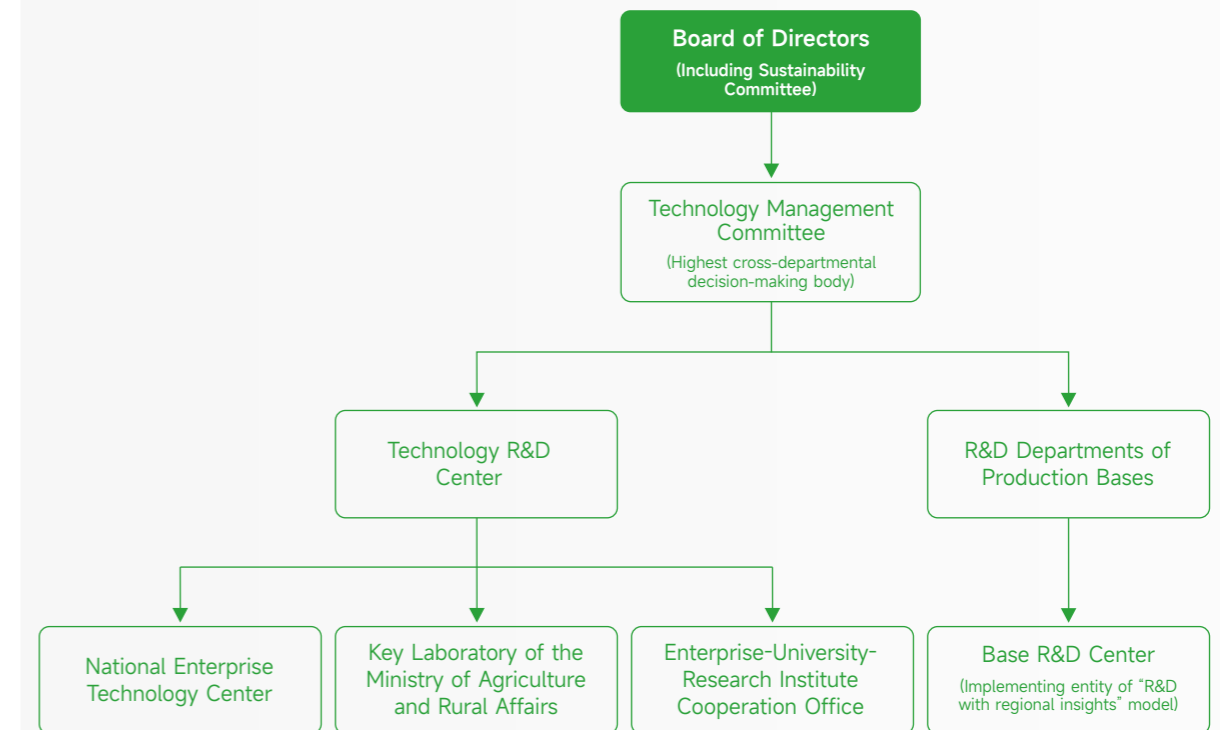 Board of Directors
(Including Sustainability
Committee)
Technology Management
Committee
(Highest cross-departmental
decision-making body)
Technology R&D
Center
R&D Departments of
Production Bases
National Enterprise
Technology Center
Key Laboratory of the
Ministry of Agriculture
and Rural Affairs
Enterprise-University-
Research Institute
Cooperation Office
Base R&D Center
(Implementing entity of “R&D
with regional insights” model)